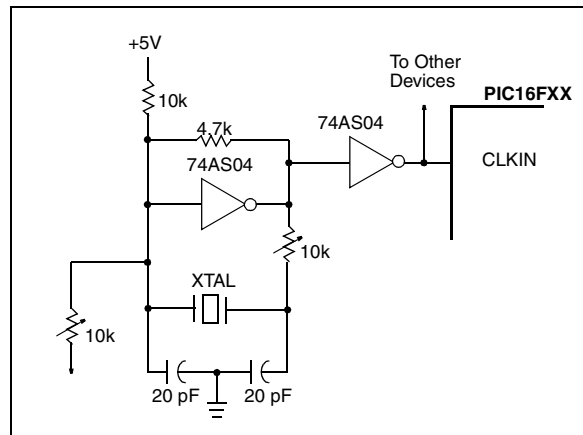 +5V
To Other
Devices
PIC16FXX
10k
4.7k
74AS04
74AS04
CLKIN
10k
XTAL
10k
20 pF
20 pF